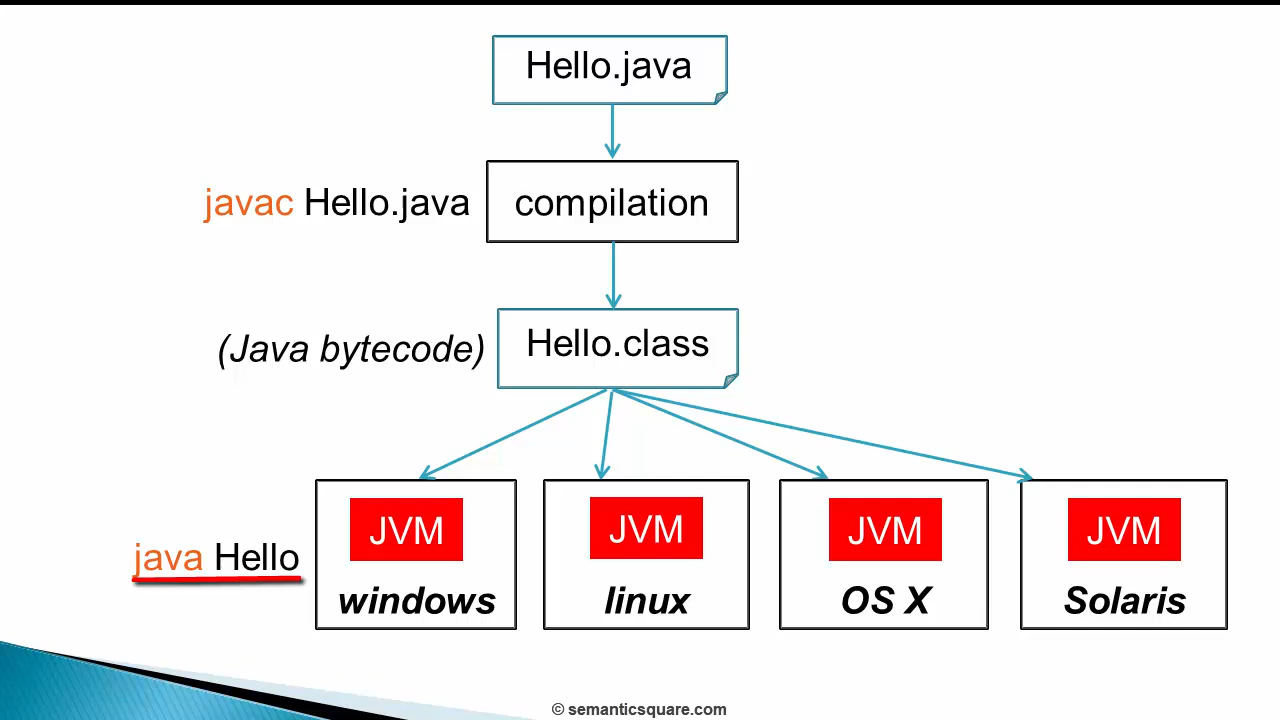 Hello.java
javac Hello.java
compilation
(Java bytecode)
Hello.class
java Hello
JVM
windows
JVM
linux
JVM
OS X
JVM
Solaris
© semanticsquare.com